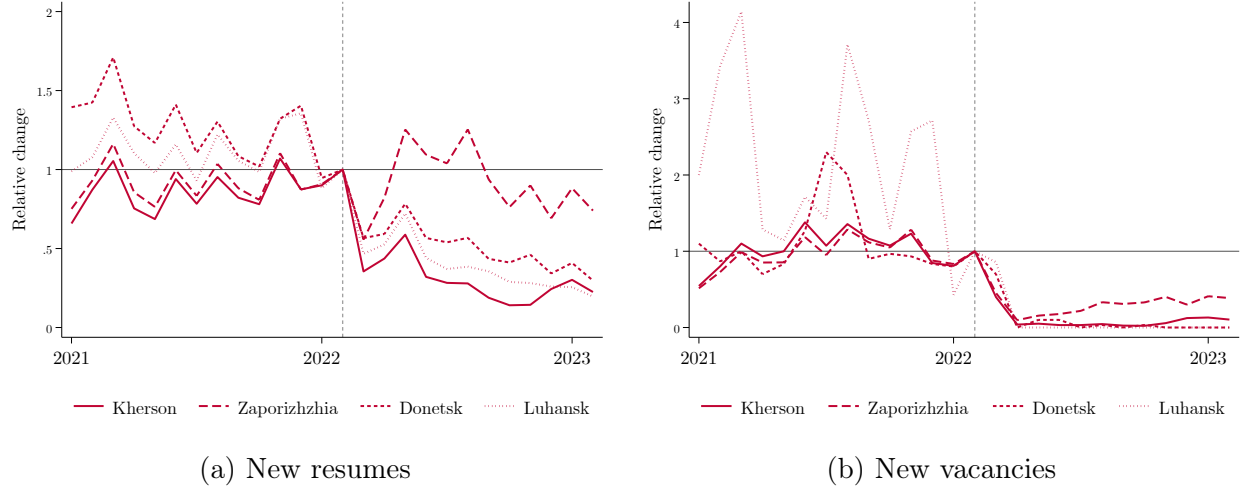 Relative change
2
1.5
1
.5
0
2021 2022 2023
Kherson Zaporizhzhia Donetsk Luhansk
(a) New resumes
Relative change
4
3
2
1
0
2021 2022 2023
Kherson Zaporizhzhia Donetsk Luhansk
(b) New vacancies